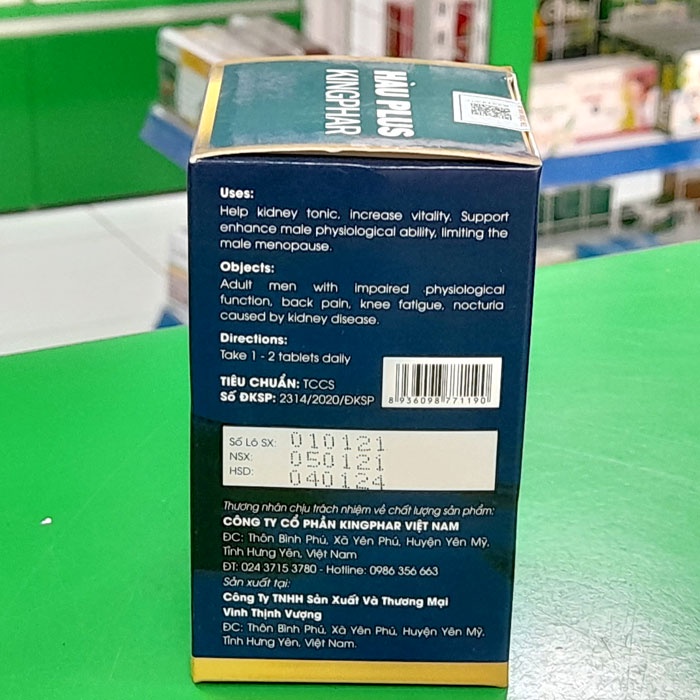 HÀU PLUS
KINGPHAR
Uses:
Help kidney tonic, increase vitality. Support
enhance male physiological ability, limiting the
male menopause.
Objects:
Adult men with impaired physiological
function, back pain, knee fatigue, nocturia
caused by kidney disease.
Directions:
Take 1 - 2 tablets daily
TIÊU CHUẨN: TCCS
Số ĐKSP: 2314/2020/ĐKSP
8 936098 771190
Số Lô SX: 010121
NSX: 050121
HSD: 040124
Thương nhân chịu trách nhiệm về chất lượng sản phẩm:
CÔNG TY CỔ PHẦN KINGPHAR VIỆT NAM
ĐC: Thôn Bình Phú, Xã Yên Phú, Huyện Yên Mỹ,
Tỉnh Hưng Yên, Việt Nam
ĐT: 024 3715 3780 - Hotline: 0986 356 663
Sản xuất tại:
Công Ty TNHH Sản Xuất Và Thương Mại
Vĩnh Thịnh Vượng
ĐC: Thôn Bình Phú, Xã Yên Phú, Huyện Yên Mỹ,
Tỉnh Hưng Yên, Việt Nam.